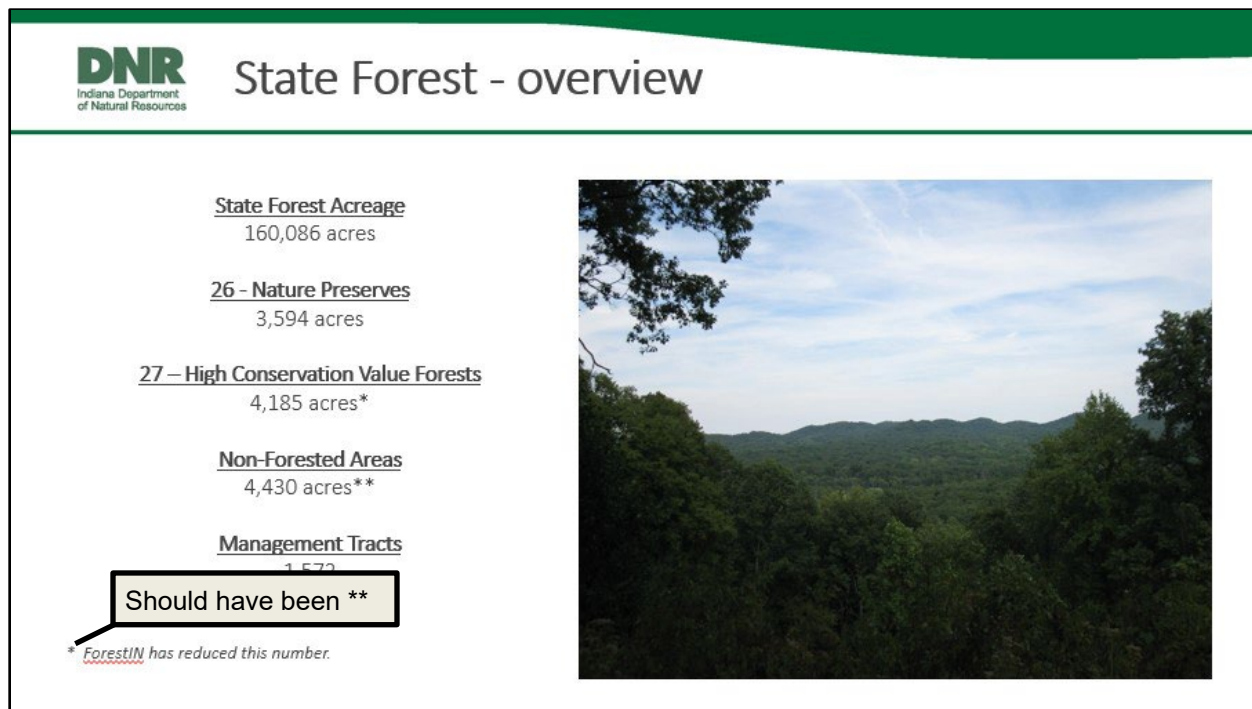 DNR
Indiana Department
of Natural Resources
State Forest - overview
State Forest Acreage
160,086 acres
26 - Nature Preserves
3,594 acres
27 – High Conservation Value Forests
4,185 acres*
Non-Forested Areas
4,430 acres**
Management Tracts
1,572
Should have been **
* ForestIN has reduced this number.